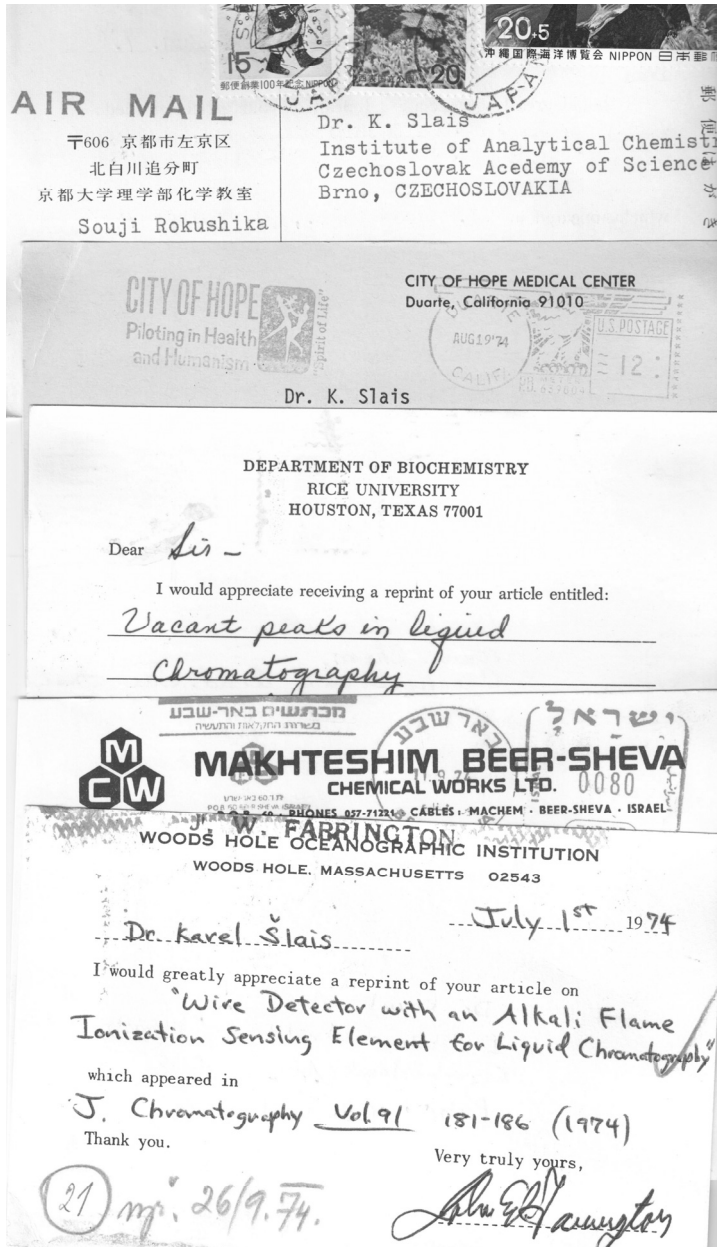 15
郵便創業100年記念 NIPPON
20
20+5
沖縄国際海洋博覧会 NIPPON 日本郵便
JAPAN
JAPAN
AIR MAIL
〒606 京都市左京区
北白川追分町
京都大学理学部化学教室
Souji Rokushika
郵便はがき
Dr. K. Slais
Institute of Analytical Chemist
Czechoslovak Acedemy of Science
Brno, CZECHOSLOVAKIA
CITY OF HOPE
Piloting in Health
and Humanism
"Spirit of Life"
CITY OF HOPE MEDICAL CENTER
Duarte, California 91010
AUG 19 '74
CALIF
U.S. POSTAGE
12
Dr. K. Slais
DEPARTMENT OF BIOCHEMISTRY
RICE UNIVERSITY
HOUSTON, TEXAS 77001
Dear Sir -
I would appreciate receiving a reprint of your article entitled:
Vacant peaks in liquid
Chromatography
מכתשים באר-שבע
באר שבע
ישראל
MCW
MAKHTESHIM BEER-SHEVA
CHEMICAL WORKS LTD.
0080
PHONES 057-71221 CABLES: MACHEM · BEER-SHEVA · ISRAEL
J. W. FARRINGTON
WOODS HOLE OCEANOGRAPHIC INSTITUTION
WOODS HOLE. MASSACHUSETTS 02543
July 1st 1974
Dr. Karel Šlais
I would greatly appreciate a reprint of your article on
"Wire Detector with an Alkali Flame
Ionization Sensing Element for Liquid Chromatography"
which appeared in
J. Chromatography Vol. 91 181-186 (1974)
Thank you.
Very truly yours,
21
26/9. 74.